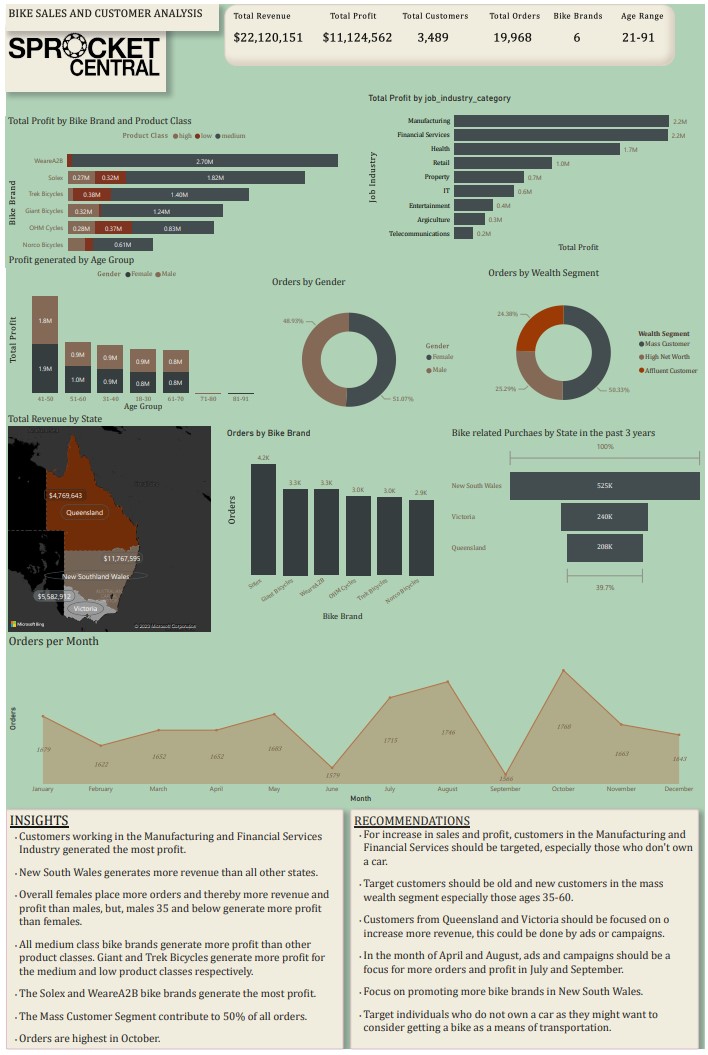 BIKE SALES AND CUSTOMER ANALYSIS
SPROCKET
CENTRAL
Total Revenue Total Profit Total Customers Total Orders Bike Brands Age Range
$22,120,151 $11,124,562 3,489 19,968 6 21-91
Total Profit by Bike Brand and Product Class
Product Class high low medium
Bike Brand
WeareA2B 2.70M
Solex 0.27M 0.32M 1.82M
Trek Bicycles 0.38M 1.40M
Giant Bicycles 0.32M 1.24M
OHM Cycles 0.28M 0.37M 0.83M
Norco Bicycles 0.61M
Total Profit by job_industry_category
Job Industry
Manufacturing 2.2M
Financial Services 2.2M
Health 1.7M
Retail 1.0M
Property 0.7M
IT 0.6M
Entertainment 0.4M
Argiculture 0.3M
Telecommunications 0.2M
Total Profit
Profit generated by Age Group
Gender Female Male
Total Profit
1.8M 0.9M 0.9M 0.9M 0.8M
1.9M 1.0M 0.9M 0.8M 0.8M
41-50 51-60 31-40 18-30 61-70 71-80 81-91
Age Group
Orders by Gender
48.93%
51.07%
Gender
Female
Male
Orders by Wealth Segment
24.38%
25.29%
50.33%
Wealth Segment
Mass Customer
High Net Worth
Affluent Customer
Total Revenue by State
$4,769,643
Queensland
$11,767,595
New Southland Wales
$5,582,912
Victoria
Microsoft Bing
© 2023 Microsoft Corporation
Orders by Bike Brand
Orders
4.2K 3.3K 3.3K 3.0K 3.0K 2.9K
Solex Giant Bicycles WeareA2B OHM Cycles Trek Bicycles Norco Bicycles
Bike Brand
Bike related Purchaes by State in the past 3 years
100%
New South Wales 525K
Victoria 240K
Queensland 208K
39.7%
Orders per Month
Orders
1679 1622 1652 1652 1683 1579 1715 1746 1566 1768 1663 1643
January February March April May June July August September October November December
Month
INSIGHTS
· Customers working in the Manufacturing and Financial Services
Industry generated the most profit.
· New South Wales generates more revenue than all other states.
· Overall females place more orders and thereby more revenue and
profit than males, but, males 35 and below generate more profit
than females.
· All medium class bike brands generate more profit than other
product classes. Giant and Trek Bicycles generate more profit for
the medium and low product classes respectively.
· The Solex and WeareA2B bike brands generate the most profit.
· The Mass Customer Segment contribute to 50% of all orders.
· Orders are highest in October.
RECOMMENDATIONS
· For increase in sales and profit, customers in the Manufacturing and
Financial Services should be targeted, especially those who don't own
a car.
· Target customers should be old and new customers in the mass
wealth segment especially those ages 35-60.
· Customers from Queensland and Victoria should be focused on o
increase more revenue, this could be done by ads or campaigns.
· In the month of April and August, ads and campaigns should be a
focus for more orders and profit in July and September.
· Focus on promoting more bike brands in New South Wales.
· Target individuals who do not own a car as they might want to
consider getting a bike as a means of transportation.